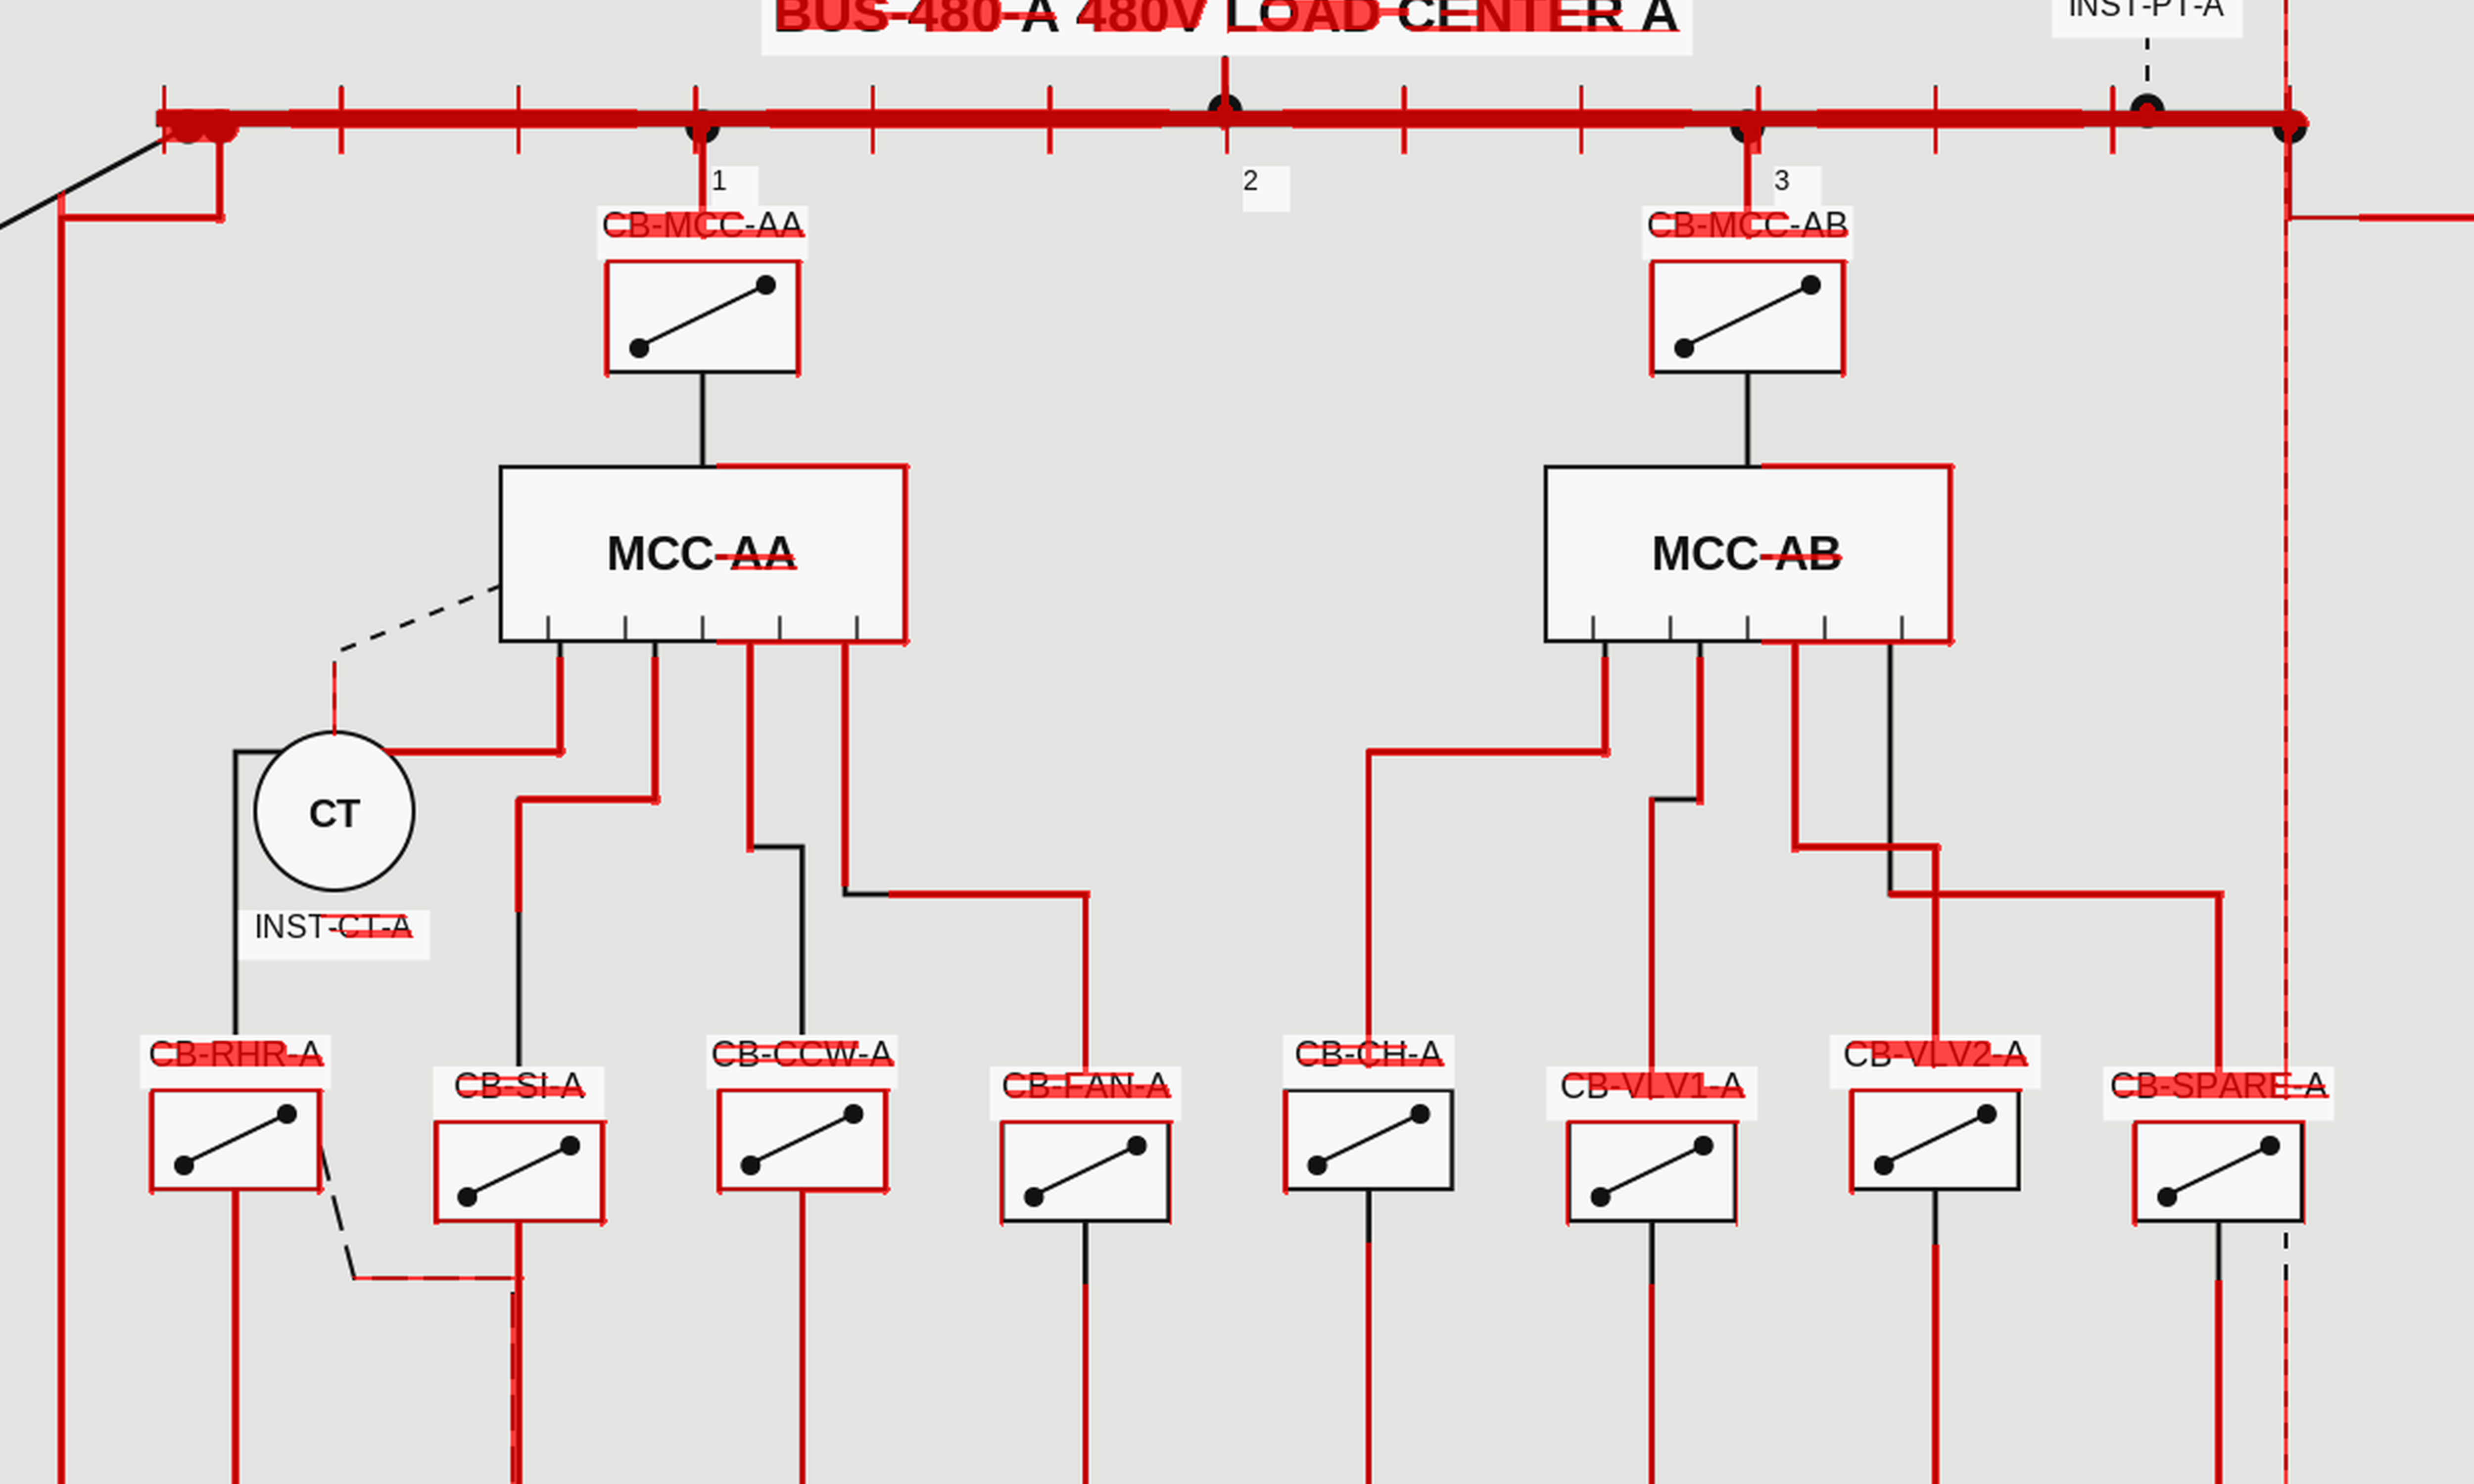 BUS-480-A 480V LOAD CENTER A
INST-PT-A
1
2
3
CB-MCC-AA
CB-MCC-AB
MCC-AA
MCC-AB
CT
INST-CT-A
CB-RHR-A
CB-SI-A
CB-CCW-A
CB-FAN-A
CB-CH-A
CB-VLV1-A
CB-VLV2-A
CB-SPARE-A